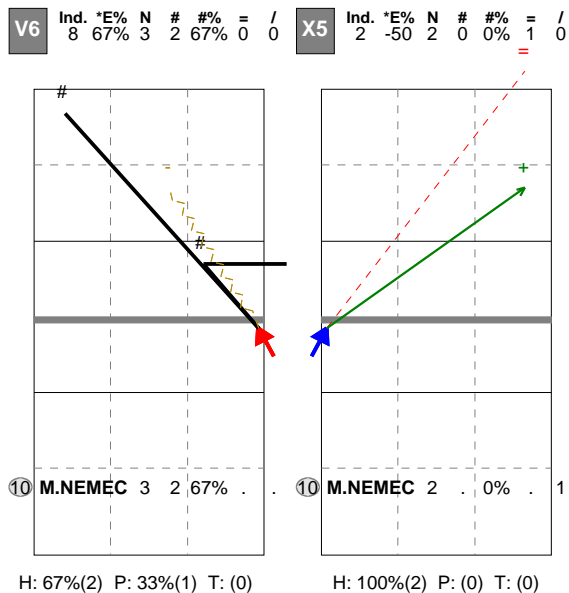 V6 Ind. *E% N # #% = / X5 Ind. *E% N # #% = /
8 67% 3 2 67% 0 0 2 -50 2 0 0% 1 0
=
#
- +
#
10 M.NEMEC 3 2 67% . . 10 M.NEMEC 2 . 0% . 1
H: 67%(2) P: 33%(1) T: (0) H: 100%(2) P: (0) T: (0)